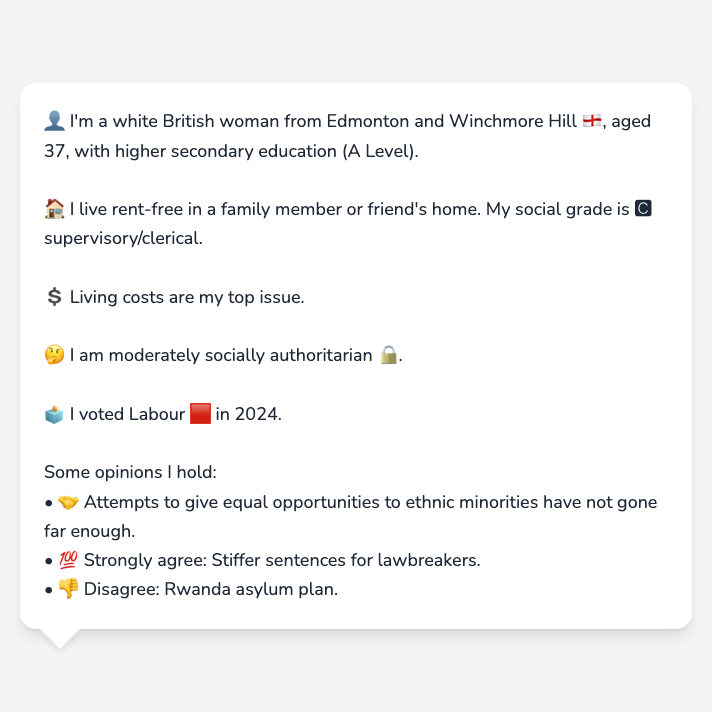 👤 I'm a white British woman from Edmonton and Winchmore Hill 🏴󠁧󠁢󠁥󠁮󠁧󠁿, aged
37, with higher secondary education (A Level).
🏠 I live rent-free in a family member or friend's home. My social grade is 🅲
supervisory/clerical.
💲 Living costs are my top issue.
🤔 I am moderately socially authoritarian 🔒.
🗳️ I voted Labour 🟥 in 2024.
Some opinions I hold:
• 🤝 Attempts to give equal opportunities to ethnic minorities have not gone
far enough.
• 💯 Strongly agree: Stiffer sentences for lawbreakers.
• 👎 Disagree: Rwanda asylum plan.